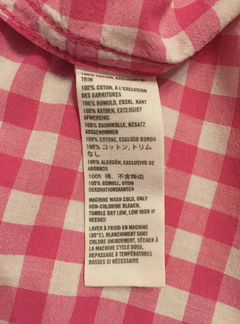 100% COTTON, EXCLUSIVE OF
TRIM
100% COTON, A L'EXCLUSION
DES GARNITURES
100% BOMULD, EKSKL. KANT
100% KATOEN, EXCLUSIEF
AFWERKING
100% BAUMWOLLE, BESATZ
AUSGENOMMEN
100% COTONE, ESCLUSO BORDO
100% コットン, トリム
なし
100% ALGODÓN, EXCLUSIVO DE
ADORNOS
100% 棉, 不含饰边
100% BOMULL, UTOM
DEKORATIONSKANTER
MACHINE WASH COLD, ONLY
NON-CHLORINE BLEACH,
TUMBLE DRY LOW, LOW IRON IF
NEEDED
LAVER À FROID EN MACHINE
(30°C), BLANCHIMENT SANS
CHLORE UNIQUEMENT, SÉCHER À
LA MACHINE CYCLE DOUX,
REPASSAGE À TEMPÉRATURES
BASSES SI NÉCESSAIRE